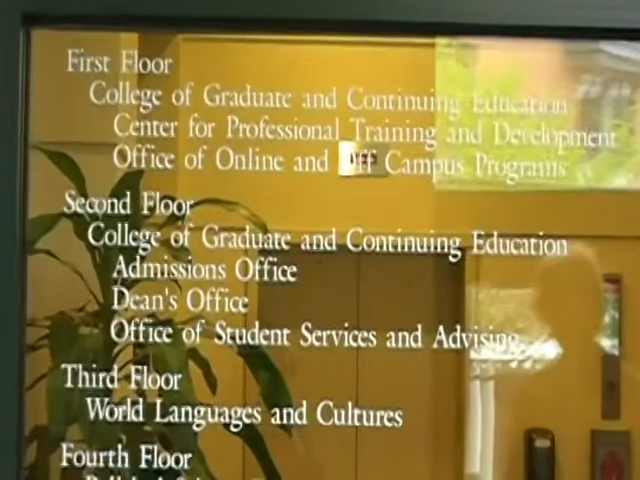 First Floor
College of Graduate and Continuing Education
Center for Professional Training and Development
Office of Online and Off Campus Programs
Second Floor
College of Graduate and Continuing Education
Admissions Office
Dean's Office
Office of Student Services and Advising
Third Floor
World Languages and Cultures
Fourth Floor